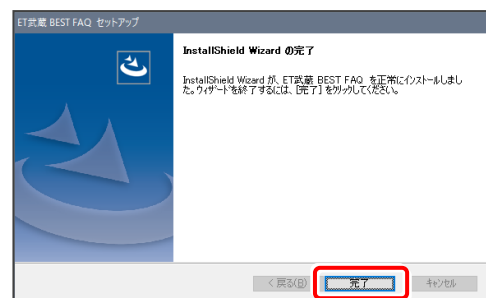 ET武蔵 BEST FAQ セットアップ
InstallShield Wizard の完了
InstallShield Wizard が、ET武蔵 BEST FAQ を正常にインストールしまし
た。ウィザードを終了するには、[完了] をクリックしてください。
< 戻る(B) 完了 キャンセル